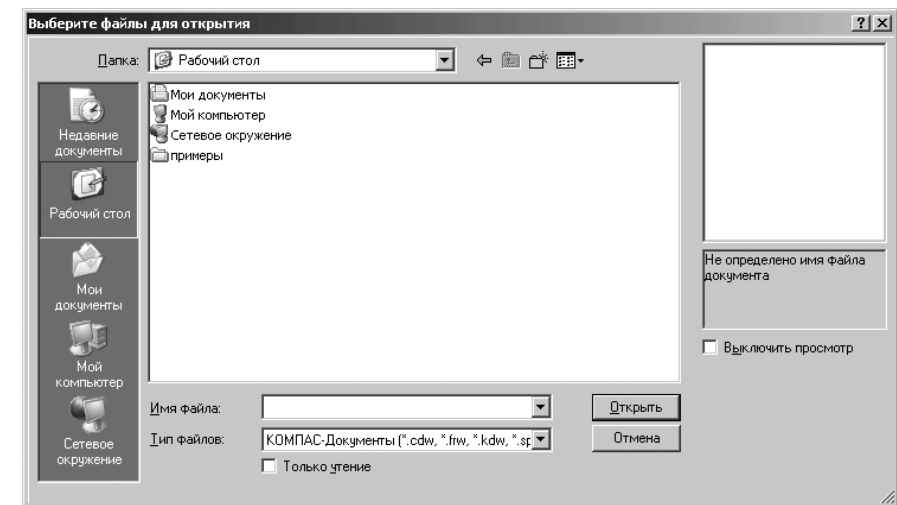 Выберите файлы для открытия
Папка: Рабочий стол
Недавние
документы
Рабочий стол
Мои
документы
Мой
компьютер
Сетевое
окружение
Мои документы
Мой компьютер
Сетевое окружение
примеры
Имя файла:
Открыть
Тип файлов: КОМПАС-Документы (*.cdw, *.frw, *.kdw, *.sp
Отмена
Только чтение
Не определено имя файла
документа
Выключить просмотр